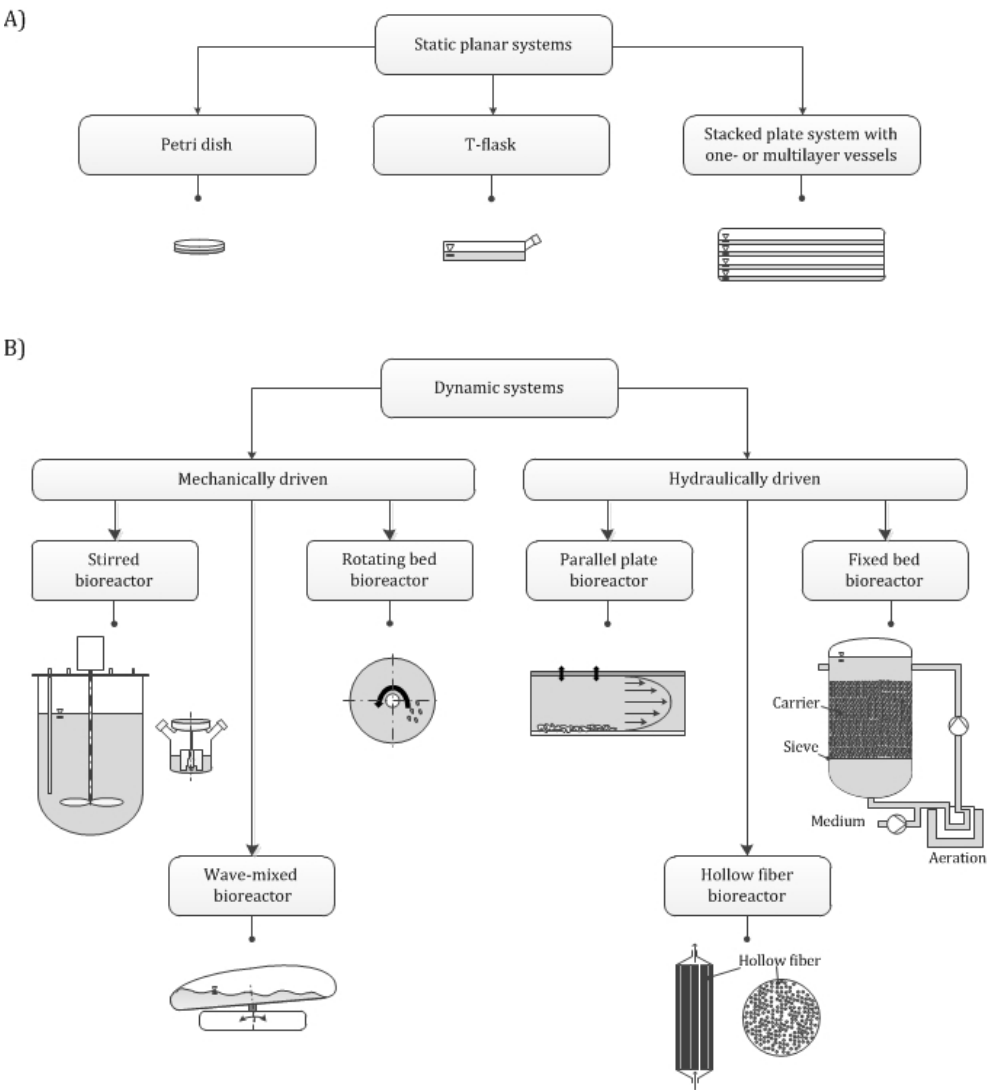 A)
Static planar systems
Petri dish
T-flask
Stacked plate system with
one- or multilayer vessels
B)
Dynamic systems
Mechanically driven
Hydraulically driven
Stirred
bioreactor
Rotating bed
bioreactor
Parallel plate
bioreactor
Fixed bed
bioreactor
Carrier
Sieve
Medium
Aeration
Wave-mixed
bioreactor
Hollow fiber
bioreactor
Hollow fiber